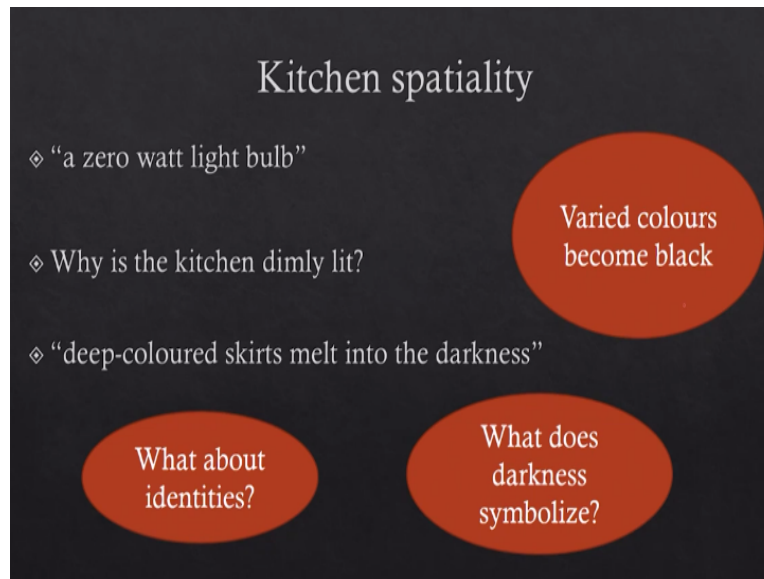 Kitchen spatiality
“a zero watt light bulb”
Varied colours
become black
Why is the kitchen dimly lit?
“deep-coloured skirts melt into the darkness”
What about
identities?
What does
darkness
symbolize?